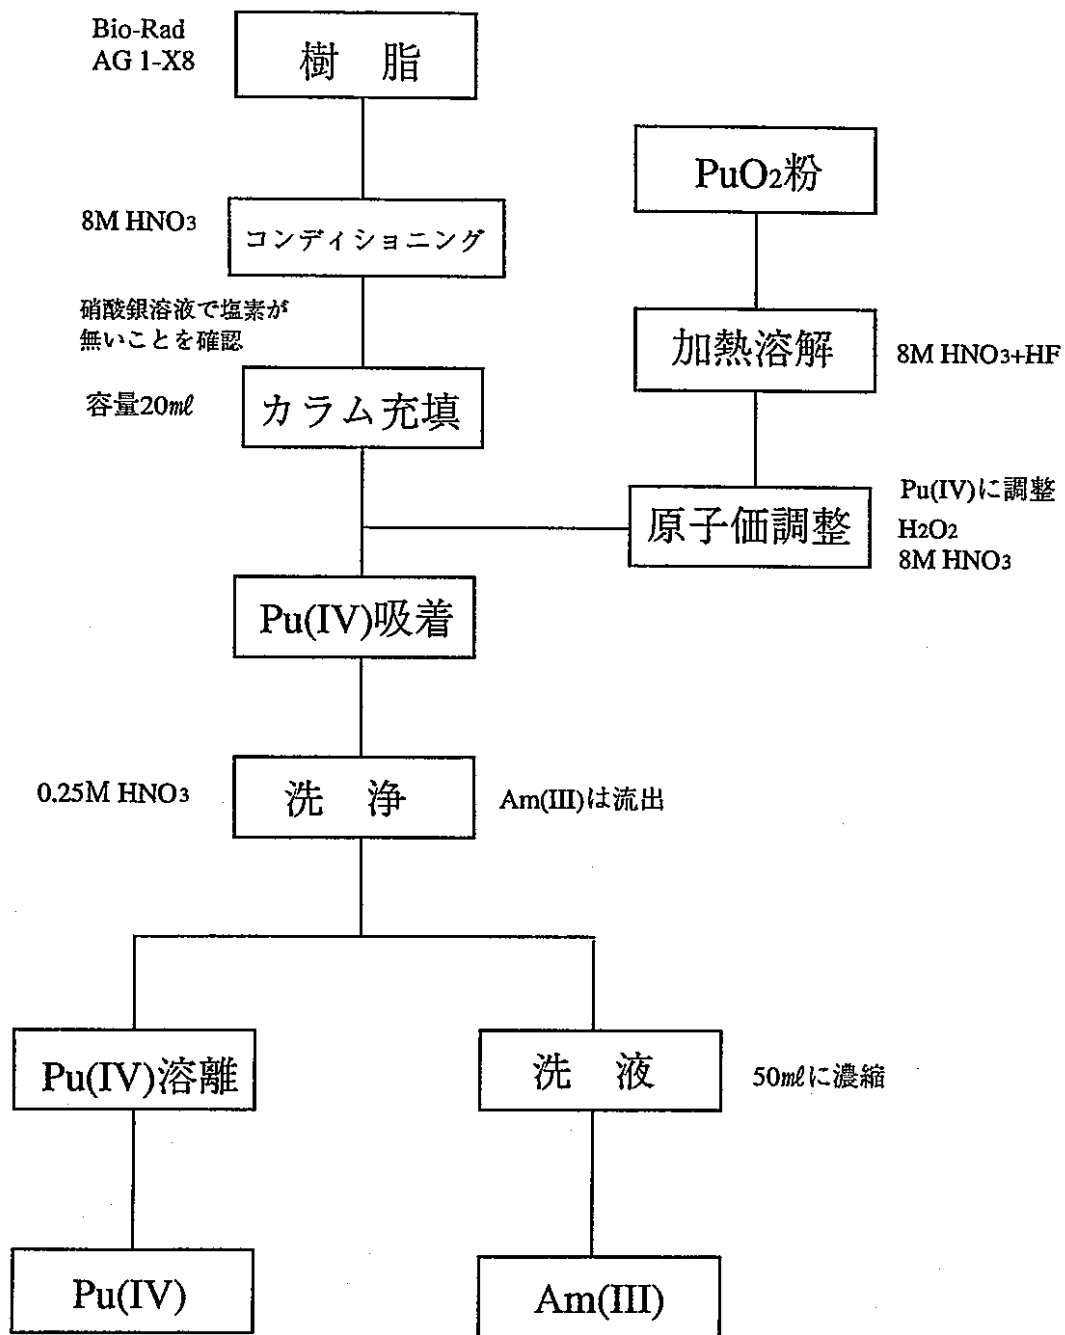 Bio-Rad
AG 1-X8
樹 脂
PuO2粉
8M HNO3
コンディショニング
硝酸銀溶液で塩素が
無いことを確認
加熱溶解
8M HNO3+HF
容量20㎖
カラム充填
原子価調整
Pu(IV)に調整
H2O2
8M HNO3
Pu(IV)吸着
0.25M HNO3
洗 浄
Am(III)は流出
Pu(IV)溶離
洗 液
50㎖に濃縮
Pu(IV)
Am(III)